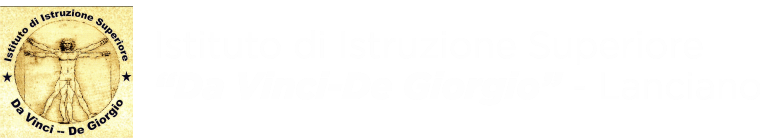 Istituto di Istruzione Superiore
Da Vinci -- De Giorgio
Istituto di Istruzione Superiore
"Da Vinci - De Giorgio" - Lanciano